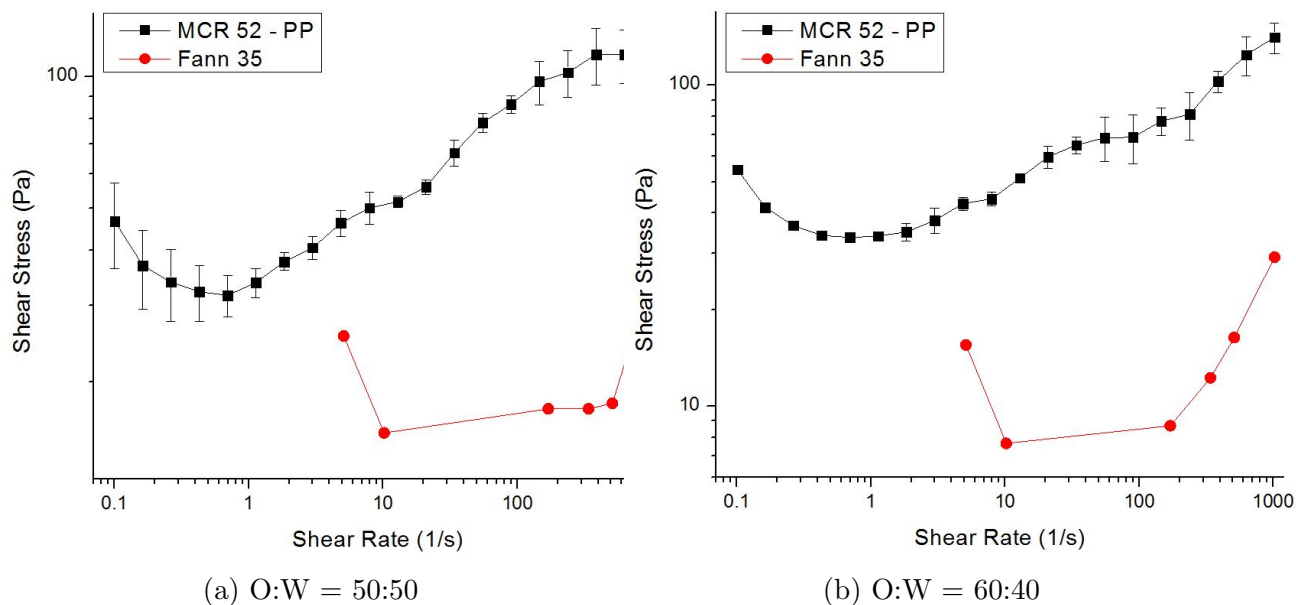 MCR 52 - PP
Fann 35
100
Shear Stress (Pa)
0.1
1
10
100
Shear Rate (1/s)
(a) O:W = 50:50
MCR 52 - PP
Fann 35
100
10
Shear Stress (Pa)
0.1
1
10
100
1000
Shear Rate (1/s)
(b) O:W = 60:40